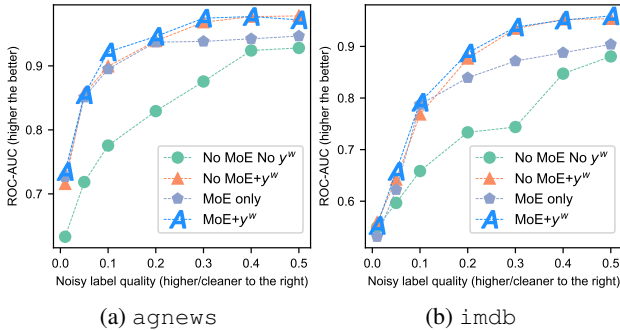 ROC-AUC (higher the better)
0.9
0.8
0.7
No MoE No y^w
No MoE+y^w
MoE only
MoE+y^w
0.0 0.1 0.2 0.3 0.4 0.5
Noisy label quality (higher/cleaner to the right)
(a) agnews
ROC-AUC (higher the better)
0.9
0.8
0.7
0.6
No MoE No y^w
No MoE+y^w
MoE only
MoE+y^w
0.0 0.1 0.2 0.3 0.4 0.5
Noisy label quality (higher/cleaner to the right)
(b) imdb